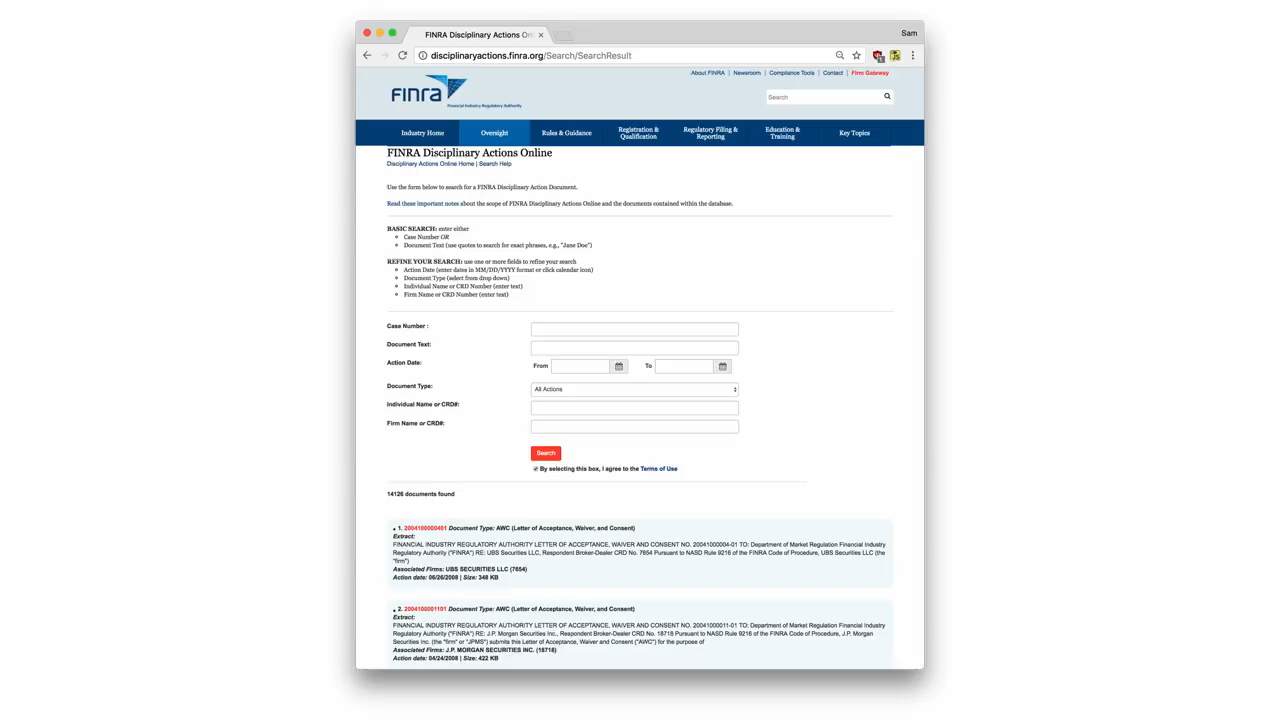 FINRA Disciplinary Actions Onl
Sam
disciplinaryactions.finra.org/Search/SearchResult
About FINRA | Newsroom | Compliance Tools | Contact | Firm Gateway
finra
Financial Industry Regulatory Authority
Search
Industry Home Oversight Rules & Guidance Registration & Qualification Regulatory Filing & Reporting Education & Training Key Topics
FINRA Disciplinary Actions Online
Disciplinary Actions Online Home | Search Help
Use the form below to search for a FINRA Disciplinary Action Document.
Read these important notes about the scope of FINRA Disciplinary Actions Online and the documents contained within the database.
BASIC SEARCH: enter either
Case Number OR
Document Text (use quotes to search for exact phrases, e.g., "Jane Doe")
REFINE YOUR SEARCH: use one or more fields to refine your search
Action Date (enter dates in MM/DD/YYYY format or click calendar icon)
Document Type (select from drop down)
Individual Name or CRD Number (enter text)
Firm Name or CRD Number (enter text)
Case Number :
Document Text:
Action Date: From To
Document Type: All Actions
Individual Name or CRD#:
Firm Name or CRD#:
Search
By selecting this box, I agree to the Terms of Use
14126 documents found
1. 2004100000401 Document Type: AWC (Letter of Acceptance, Waiver, and Consent)
Extract:
FINANCIAL INDUSTRY REGULATORY AUTHORITY LETTER OF ACCEPTANCE, WAIVER AND CONSENT NO. 20041000004-01 TO: Department of Market Regulation Financial Industry
Regulatory Authority ("FINRA") RE: UBS Securities LLC, Respondent Broker-Dealer CRD No. 7654 Pursuant to NASD Rule 9216 of the FINRA Code of Procedure, UBS Securities LLC (the
"firm")
Associated Firms: UBS SECURITIES LLC (7654)
Action date: 06/26/2008 | Size: 348 KB
2. 2004100001101 Document Type: AWC (Letter of Acceptance, Waiver, and Consent)
Extract:
FINANCIAL INDUSTRY REGULATORY AUTHORITY LETTER OF ACCEPTANCE, WAIVER AND CONSENT NO. 20041000011-01 TO: Department of Market Regulation Financial Industry
Regulatory Authority ("FINRA") RE: J.P. Morgan Securities Inc., Respondent Broker-Dealer CRD No. 18718 Pursuant to NASD Rule 9216 of the FINRA Code of Procedure, J.P. Morgan
Securities inc. (the "firm" or "JPMS") submits this Letter of Acceptance, Waiver and Consent ("AWC") for the purpose of
Associated Firms: J.P. MORGAN SECURITIES INC. (18718)
Action date: 04/24/2008 | Size: 422 KB